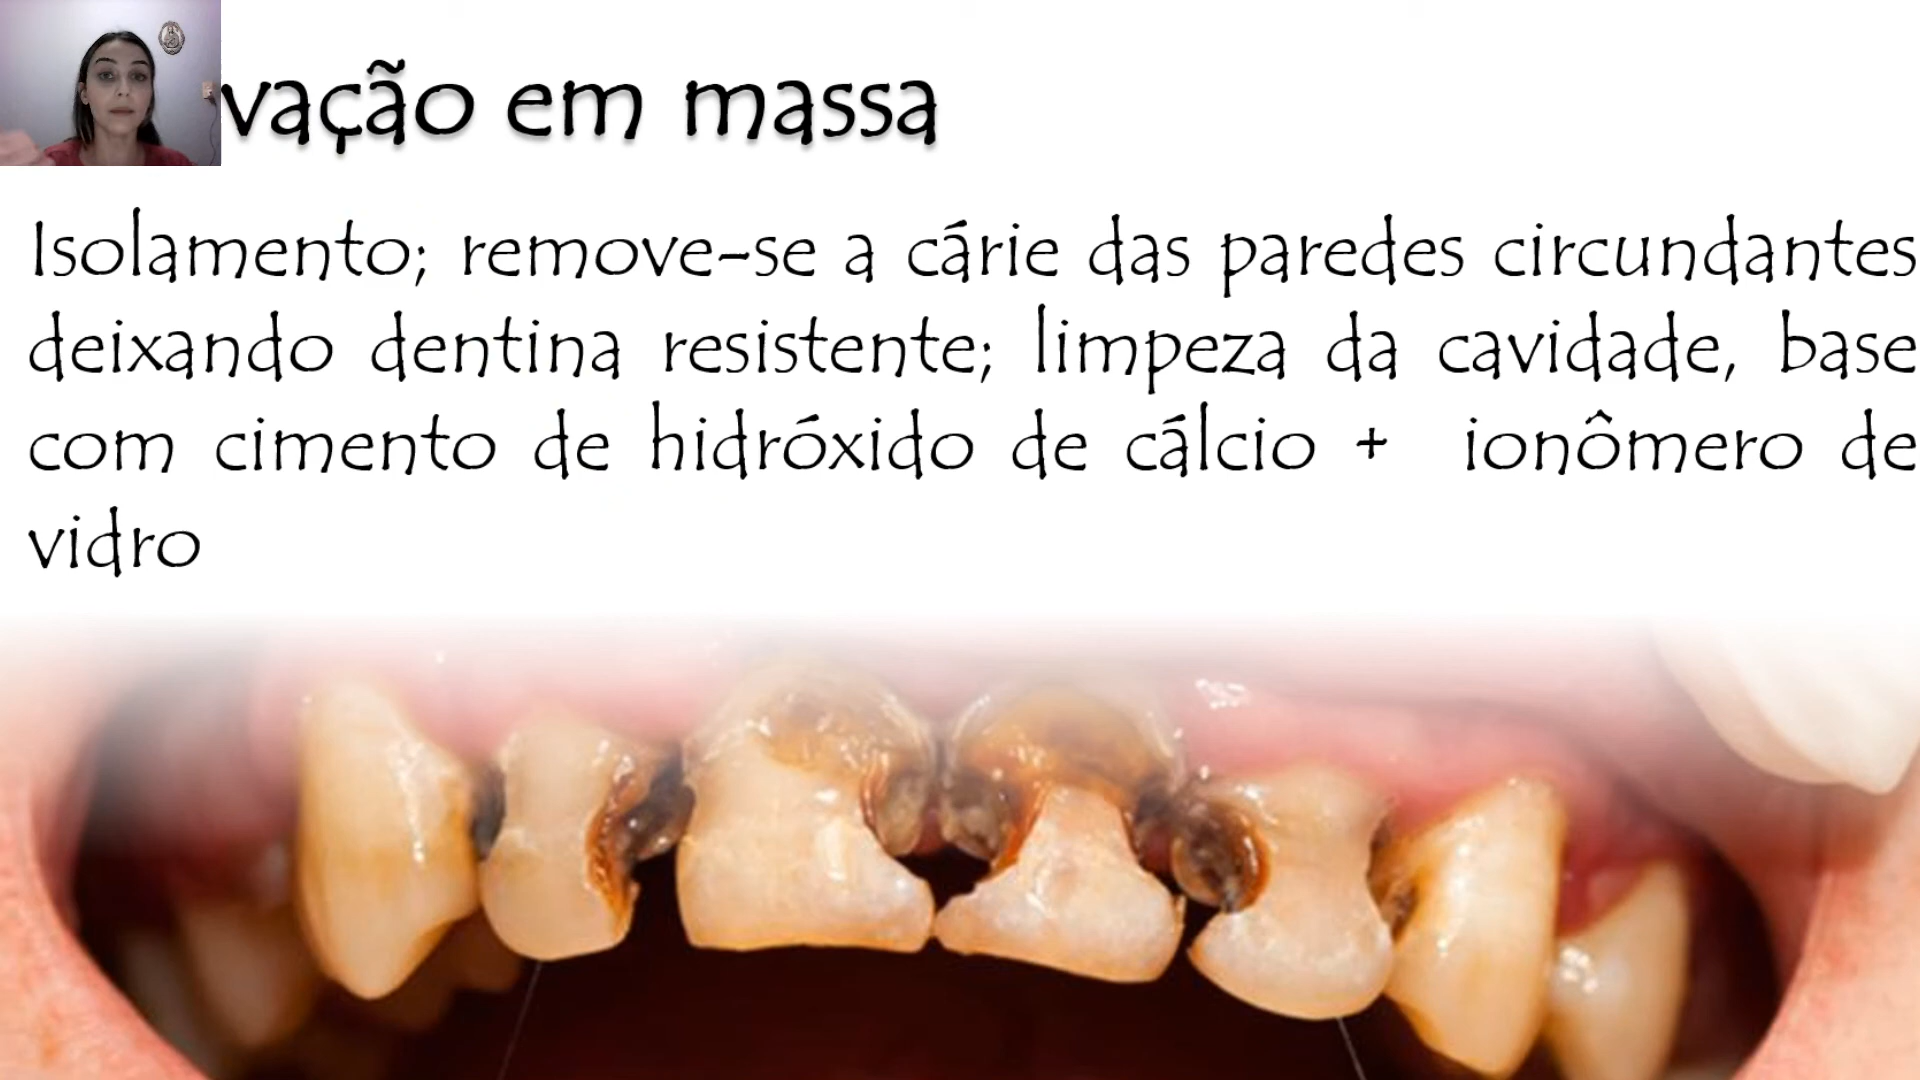 vação em massa
Isolamento; remove-se a cárie das paredes circundantes
deixando dentina resistente; limpeza da cavidade, base
com cimento de hidróxido de cálcio + ionômero de
vidro